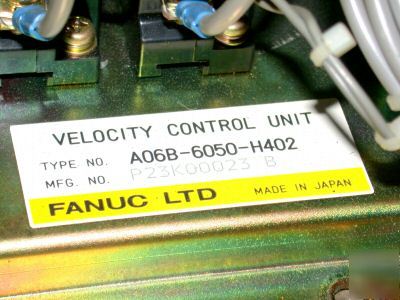 VELOCITY CONTROL UNIT
TYPE NO. A06B-6050-H402
MFG. NO. P23K00023 B
FANUC LTD MADE IN JAPAN